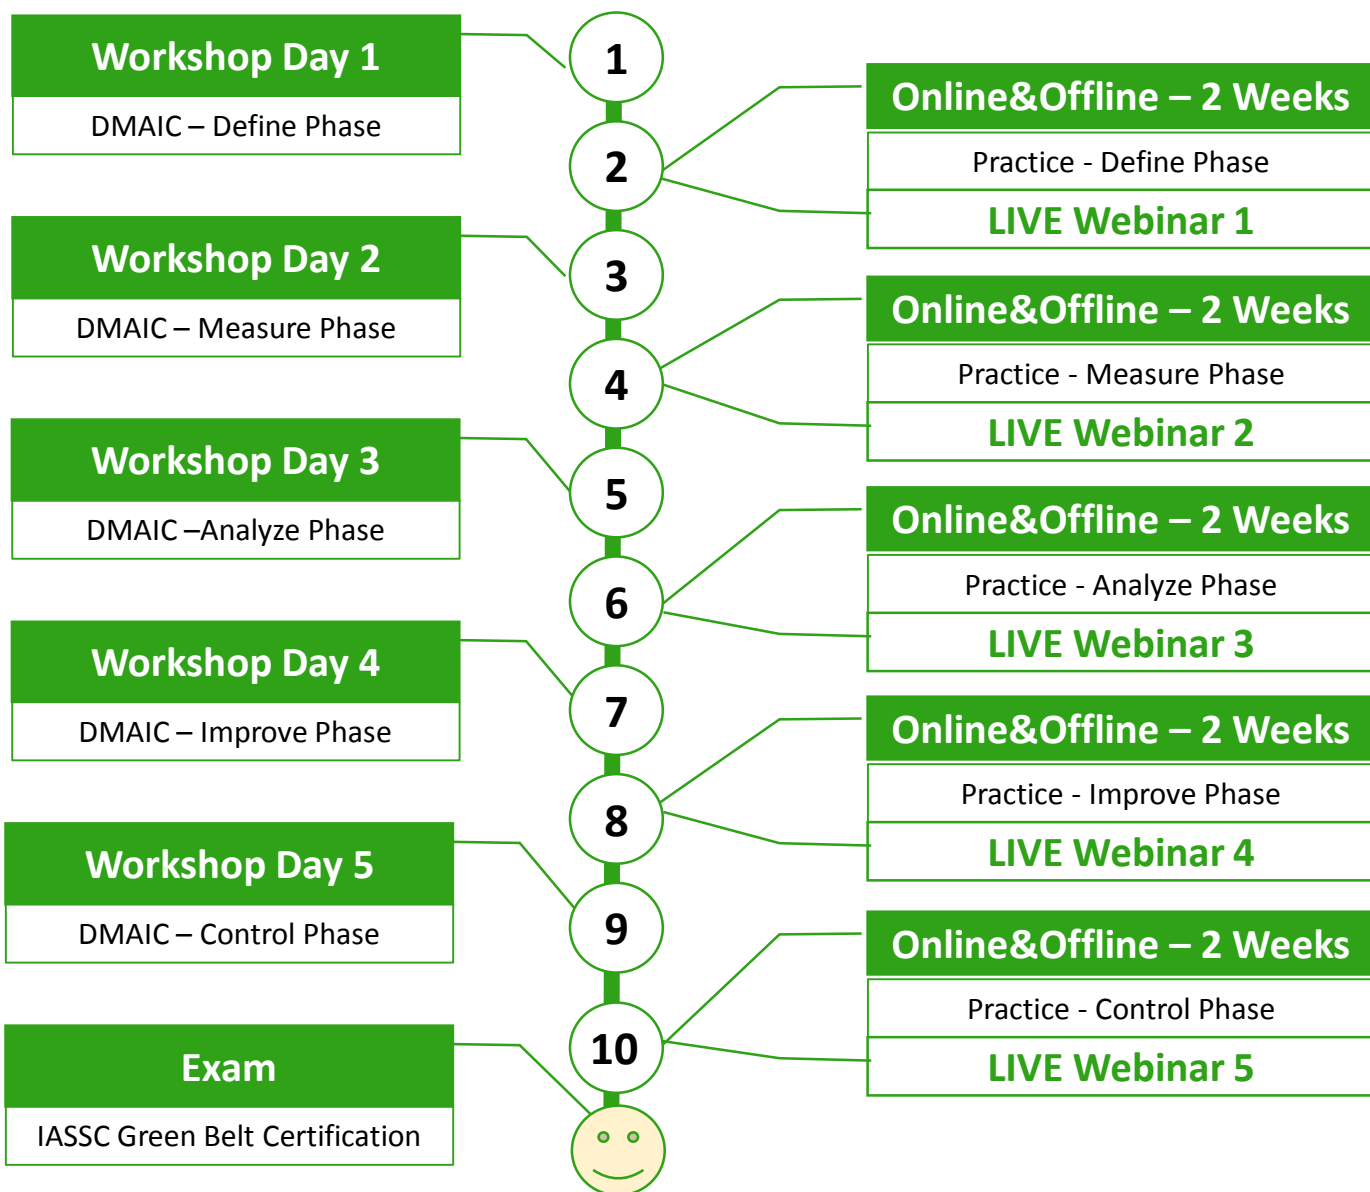 Workshop Day 1
DMAIC – Define Phase
1
Online&Offline – 2 Weeks
Practice - Define Phase
LIVE Webinar 1
2
Workshop Day 2
DMAIC – Measure Phase
3
Online&Offline – 2 Weeks
Practice - Measure Phase
LIVE Webinar 2
4
Workshop Day 3
DMAIC –Analyze Phase
5
Online&Offline – 2 Weeks
Practice - Analyze Phase
LIVE Webinar 3
6
Workshop Day 4
DMAIC – Improve Phase
7
Online&Offline – 2 Weeks
Practice - Improve Phase
LIVE Webinar 4
8
Workshop Day 5
DMAIC – Control Phase
9
Online&Offline – 2 Weeks
Practice - Control Phase
LIVE Webinar 5
10
Exam
IASSC Green Belt Certification